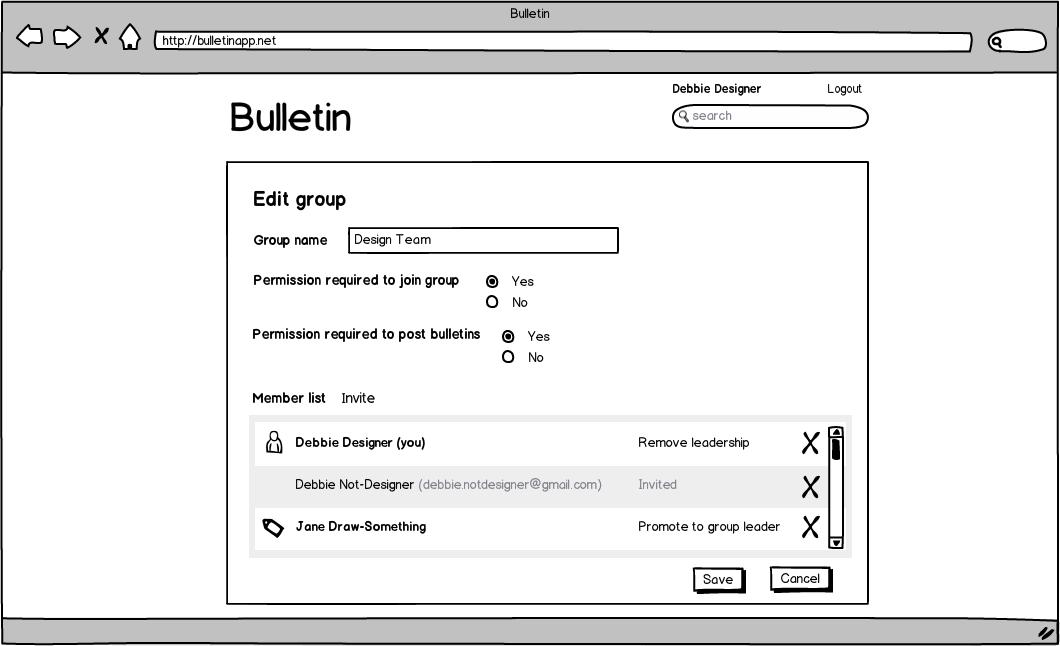 Bulletin
http://bulletinapp.net
Debbie Designer Logout
Bulletin
search
Edit group
Group name Design Team
Permission required to join group Yes
No
Permission required to post bulletins Yes
No
Member list Invite
Debbie Designer (you) Remove leadership
Debbie Not-Designer (debbie.notdesigner@gmail.com) Invited
Jane Draw-Something Promote to group leader
Save Cancel